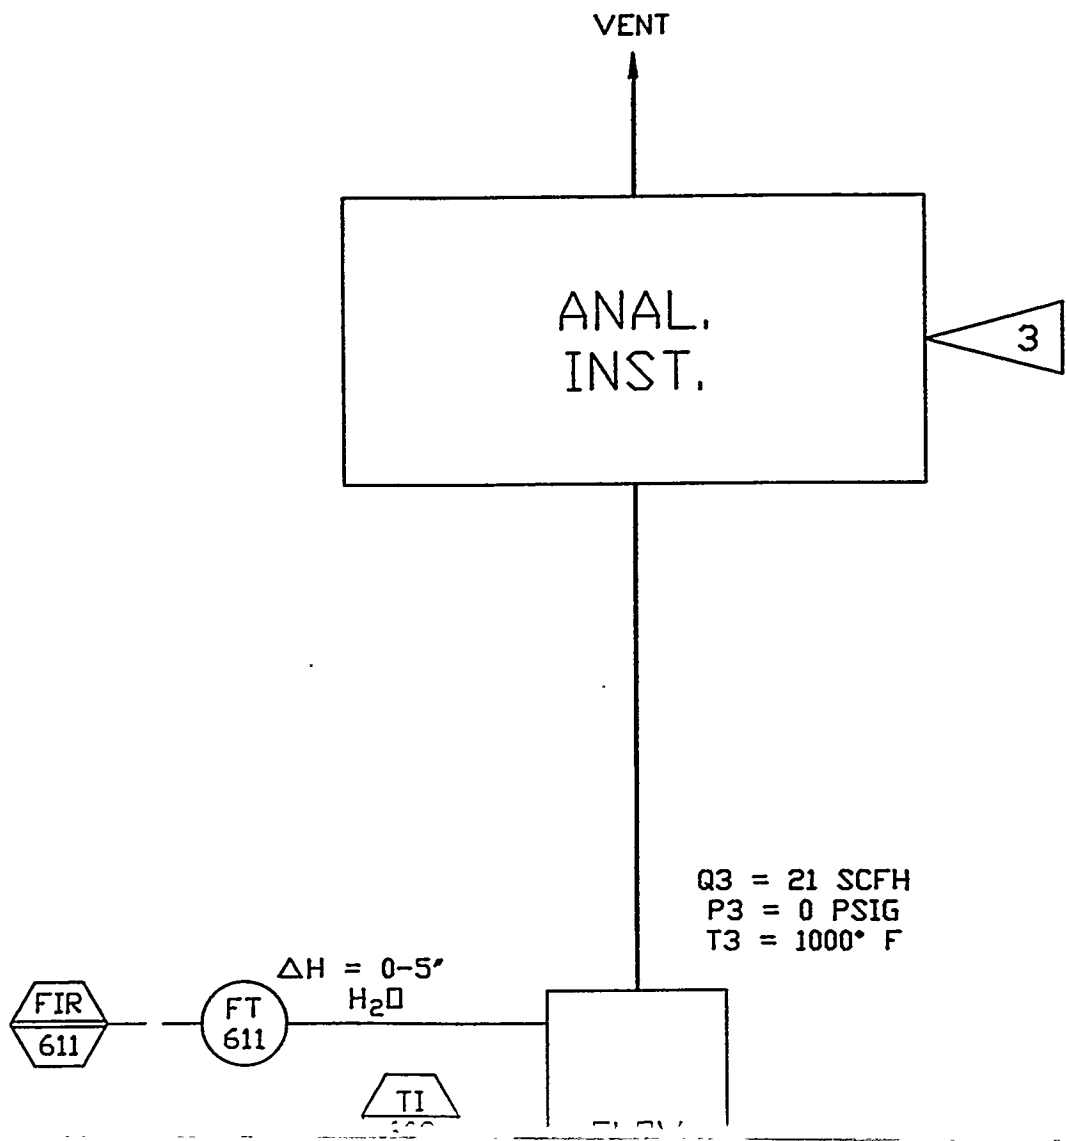 VENT
ANAL.
INST.
3
Q3 = 21 SCFH
P3 = 0 PSIG
T3 = 1000° F
ΔH = 0-5"
H₂O
FIR
611
FT
611
TI